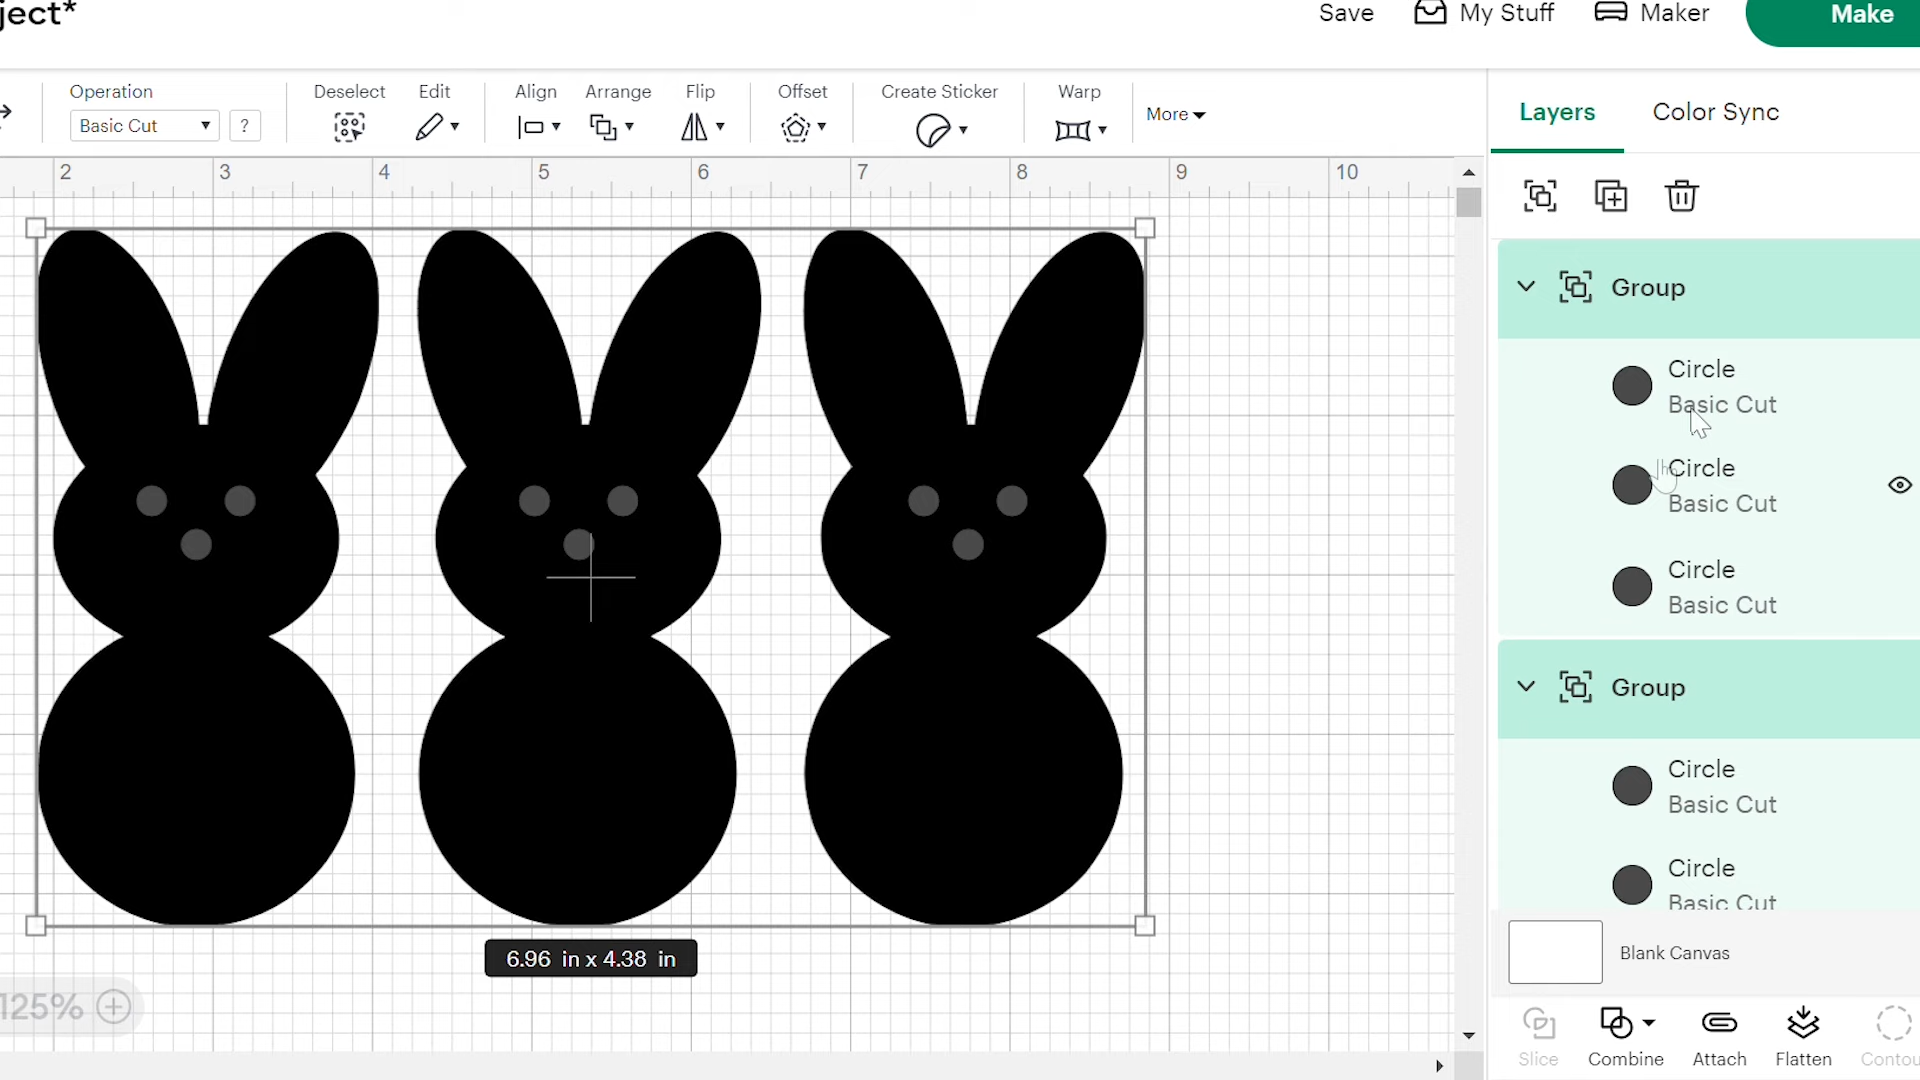 ject*
Save My Stuff Maker Make
Operation Deselect Edit Align Arrange Flip Offset Create Sticker Warp
Basic Cut ? More
Layers Color Sync
2 3 4 5 6 7 8 9 10
Group
Circle
Basic Cut
Circle
Basic Cut
Circle
Basic Cut
Group
Circle
Basic Cut
Circle
Basic Cut
Blank Canvas
6.96 in x 4.38 in
125%
Slice Combine Attach Flatten Contou